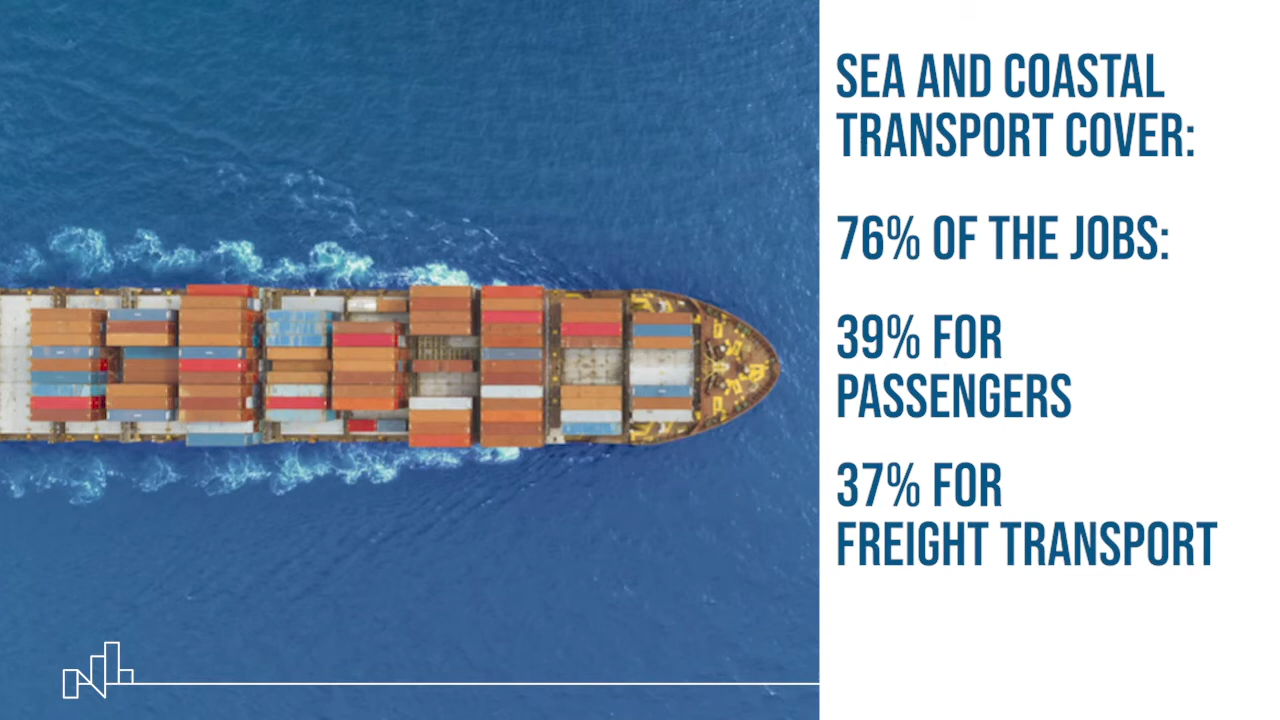 SEA AND COASTAL
TRANSPORT COVER:
76% OF THE JOBS:
39% FOR
PASSENGERS
37% FOR
FREIGHT TRANSPORT